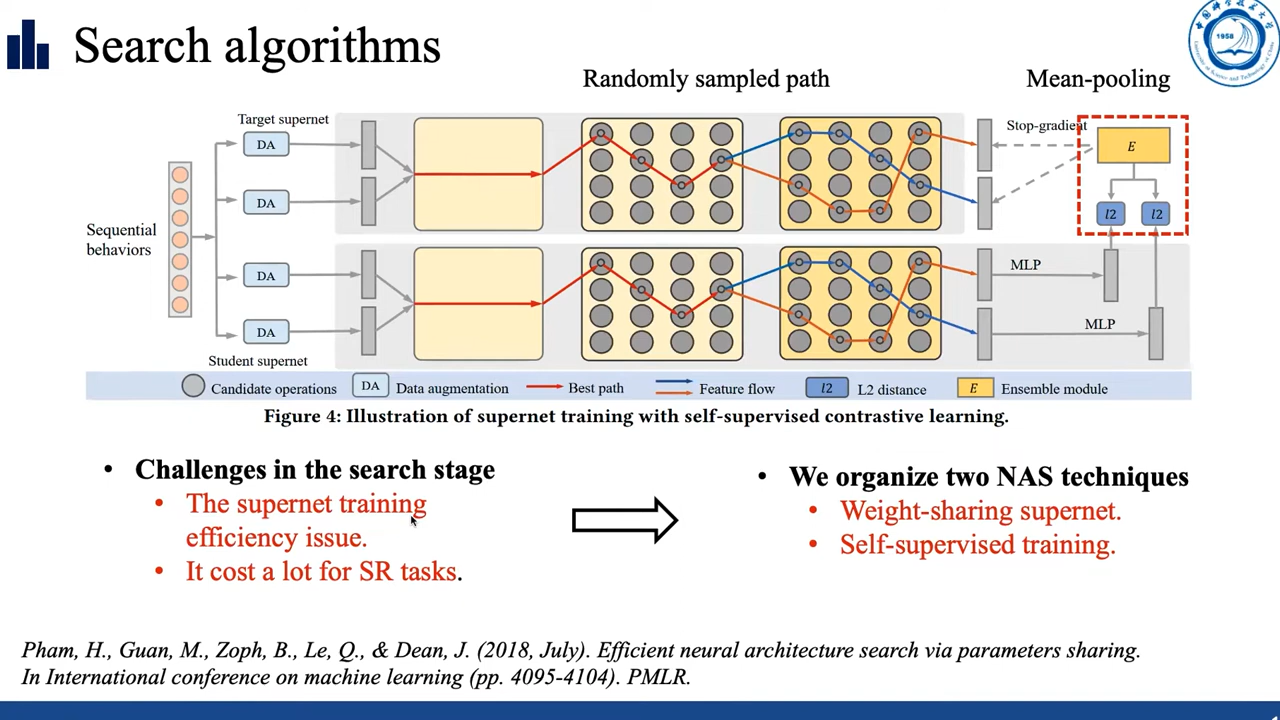 Search algorithms
1958
Randomly sampled path
Mean-pooling
Target supernet
Stop-gradient
DA
E
DA
l2 l2
Sequential
behaviors
DA
MLP
DA
MLP
Student supernet
Candidate operations
DA Data augmentation
Best path
Feature flow
l2 L2 distance
E Ensemble module
Figure 4: Illustration of supernet training with self-supervised contrastive learning.
• Challenges in the search stage
• The supernet training
efficiency issue.
• It cost a lot for SR tasks.
• We organize two NAS techniques
• Weight-sharing supernet.
• Self-supervised training.
Pham, H., Guan, M., Zoph, B., Le, Q., & Dean, J. (2018, July). Efficient neural architecture search via parameters sharing.
In International conference on machine learning (pp. 4095-4104). PMLR.